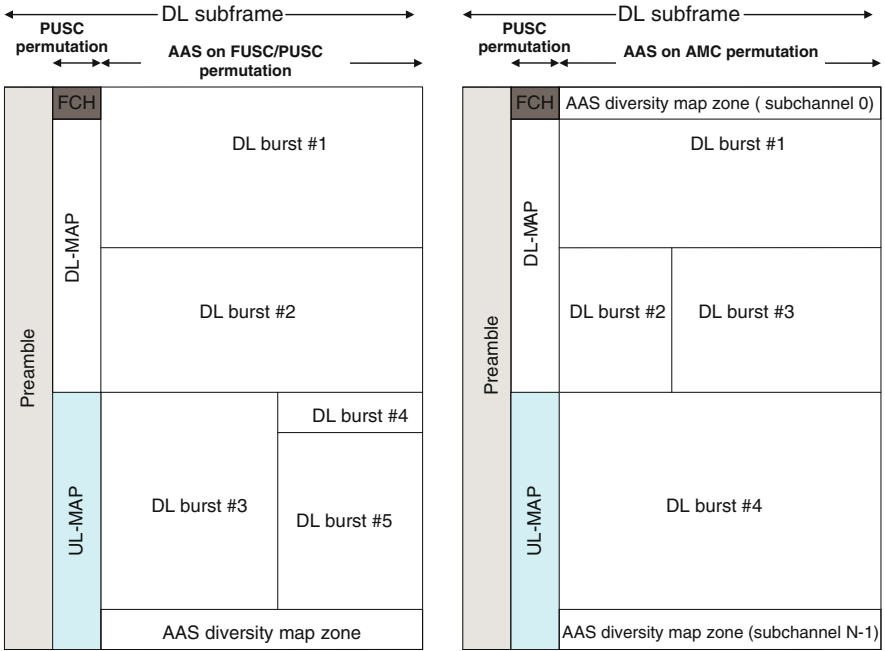 DL subframe
PUSC
permutation
AAS on FUSC/PUSC
permutation
FCH
DL burst #1
DL-MAP
DL burst #2
Preamble
UL-MAP
DL burst #3
DL burst #4
DL burst #5
AAS diversity map zone
DL subframe
PUSC
permutation
AAS on AMC permutation
FCH
AAS diversity map zone ( subchannel 0)
DL burst #1
DL-MAP
DL burst #2
DL burst #3
Preamble
UL-MAP
DL burst #4
AAS diversity map zone (subchannel N-1)